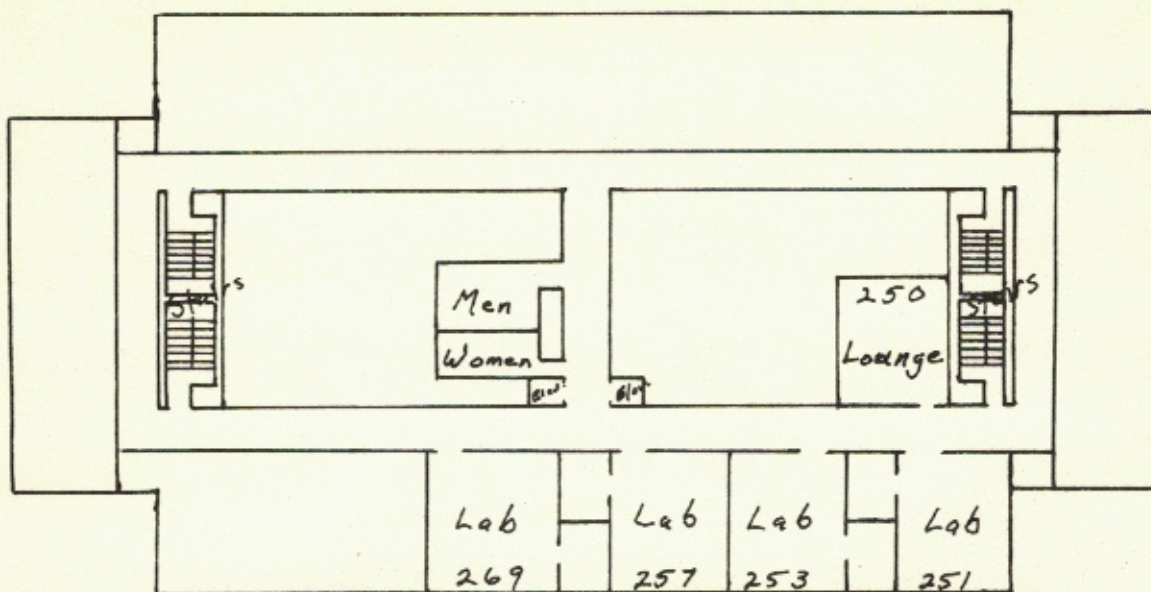 Stairs
Men
Women
Elev.
Elev.
250
Lounge
Stairs
Lab
269
Lab
257
Lab
253
Lab
251